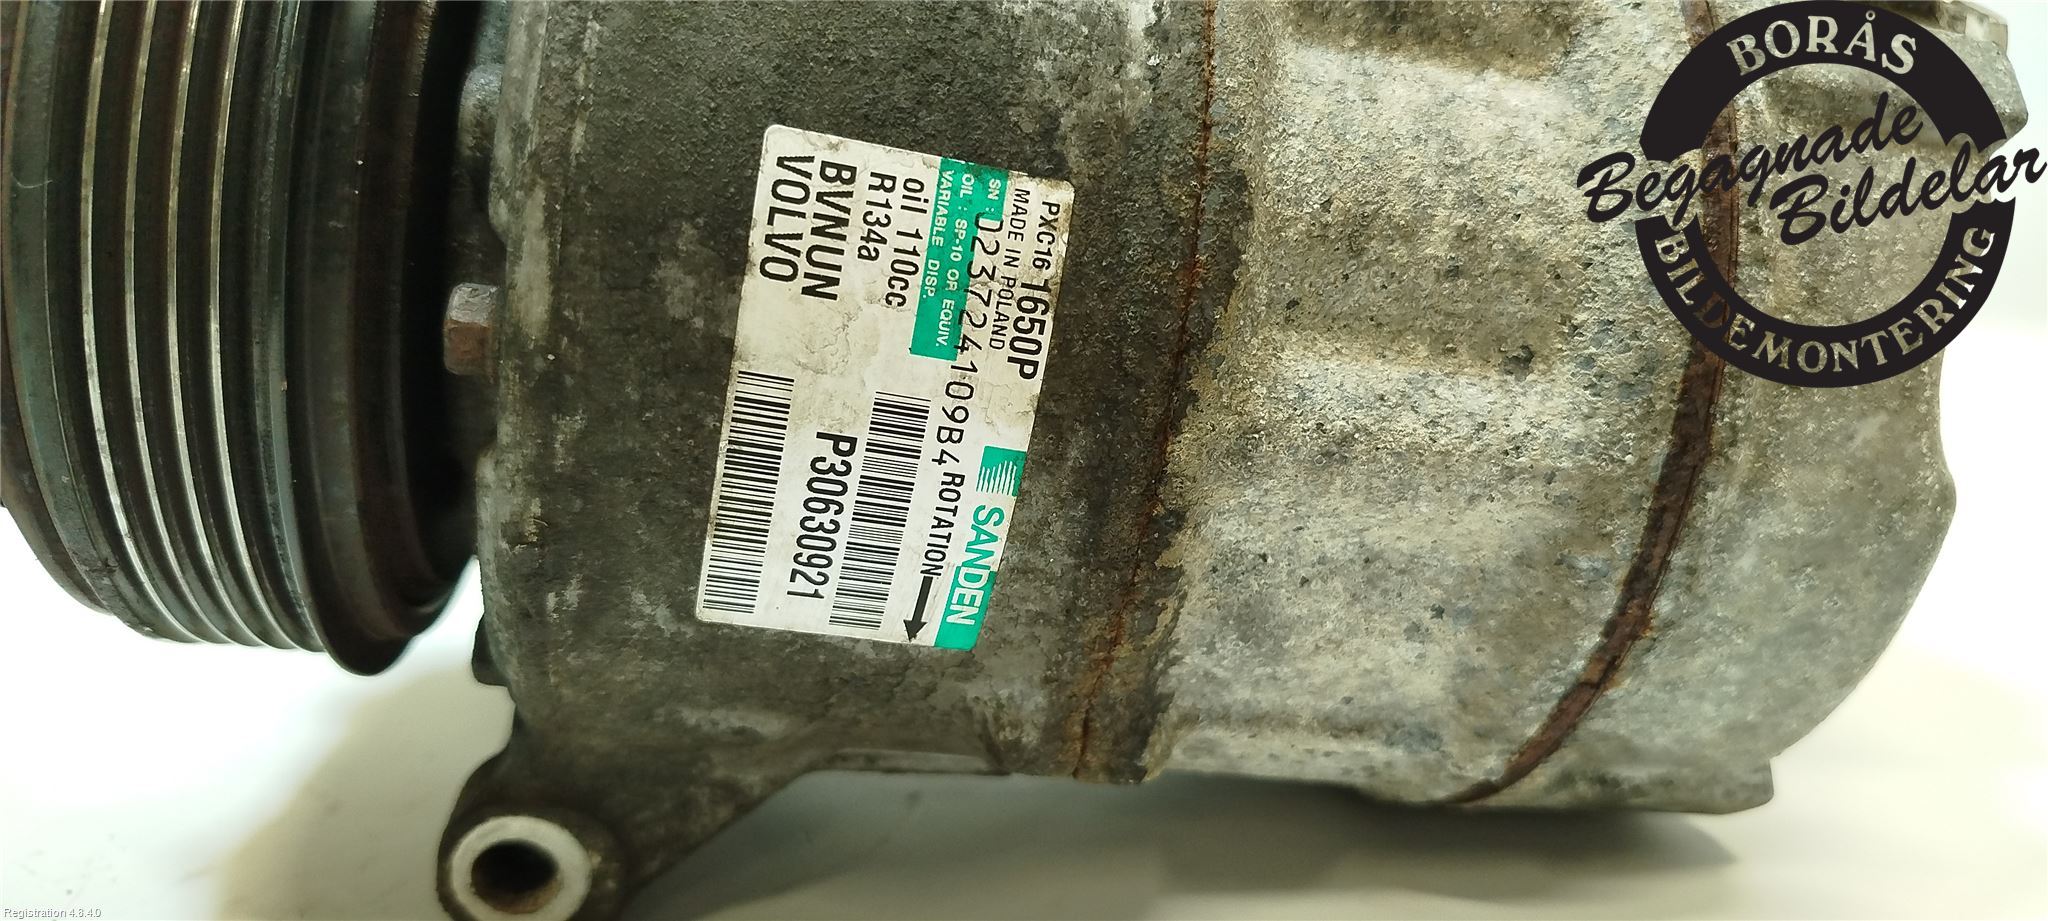 PXC16 1650P
MADE IN POLAND
SN: 023724109B4
OIL : SP-10 OR EQUIV.
VARIABLE DISP.
oil 110cc
R134a
BVNUN
VOLVO
SANDEN
ROTATION
P30630921
BORÅS
Begagnade
Bildelar
BILDEMONTERING
Registration 4.8.4.0